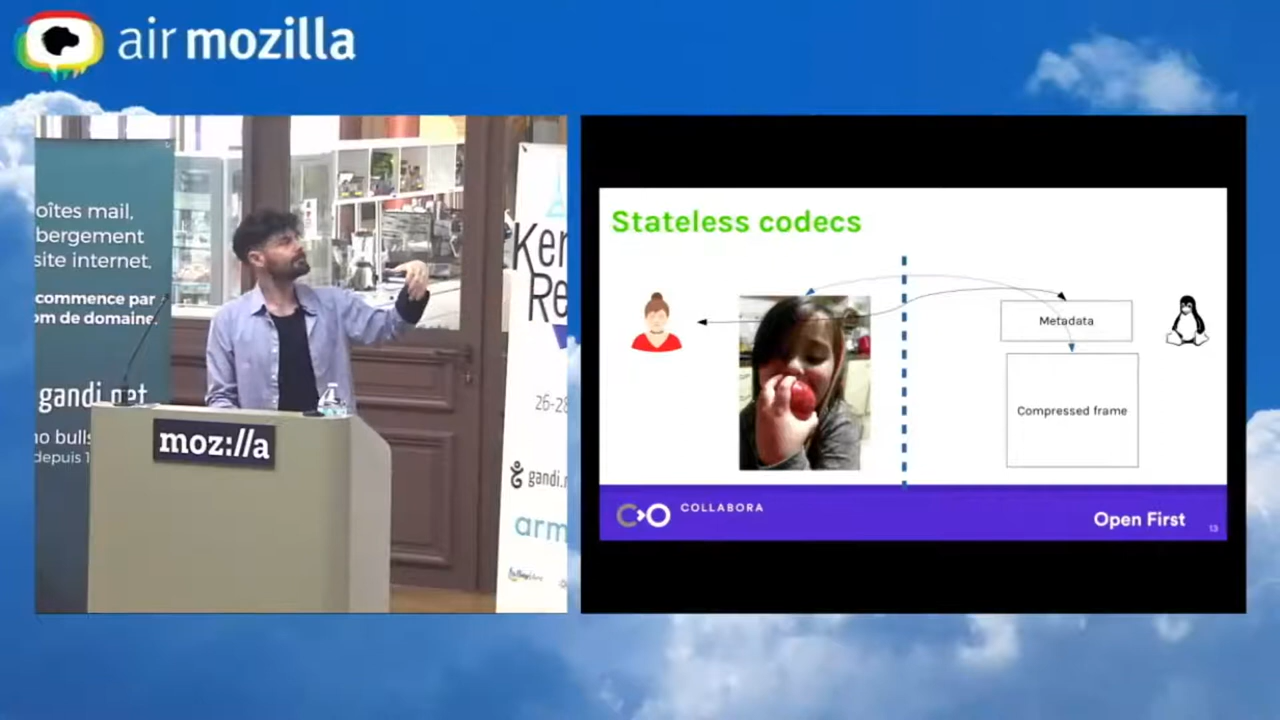 air mozilla
oîtes mail,
bergement
site internet,
commence par
om de domaine.
gandi.net
no bulls
depuis 1
moz://a
Ker
Re
26-28
gandi.n
arm
Stateless codecs
Metadata
Compressed frame
COLLABORA
Open First
13